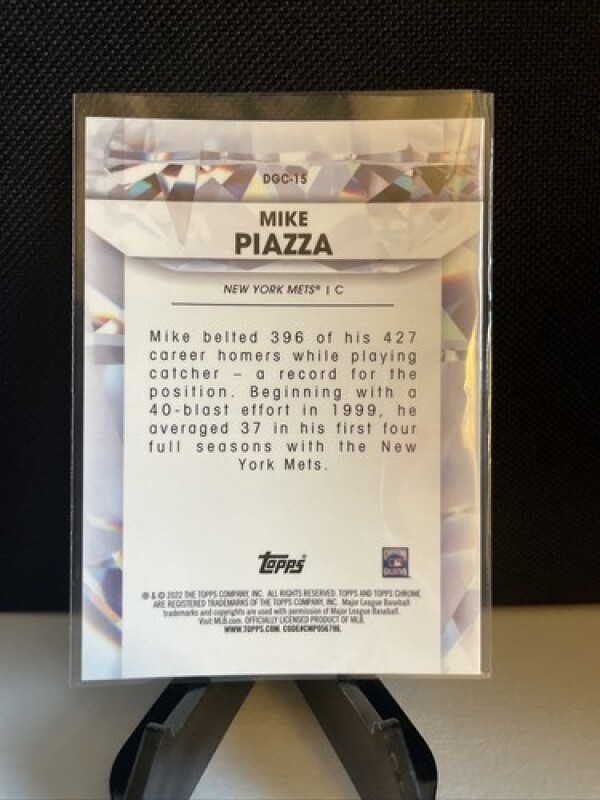 DGC-15
MIKE
PIAZZA
NEW YORK METS® | C
Mike belted 396 of his 427
career homers while playing
catcher – a record for the
position. Beginning with a
40-blast effort in 1999, he
averaged 37 in his first four
full seasons with the New
York Mets.
topps®
® & © 2022 THE TOPPS COMPANY, INC. ALL RIGHTS RESERVED. TOPPS AND TOPPS CHROME
ARE REGISTERED TRADEMARKS OF THE TOPPS COMPANY, INC. Major League Baseball
trademarks and copyrights are used with permission of Major League Baseball.
Visit MLB.com. OFFICIALLY LICENSED PRODUCT OF MLB.
WWW.TOPPS.COM. CODE#CMP056796.